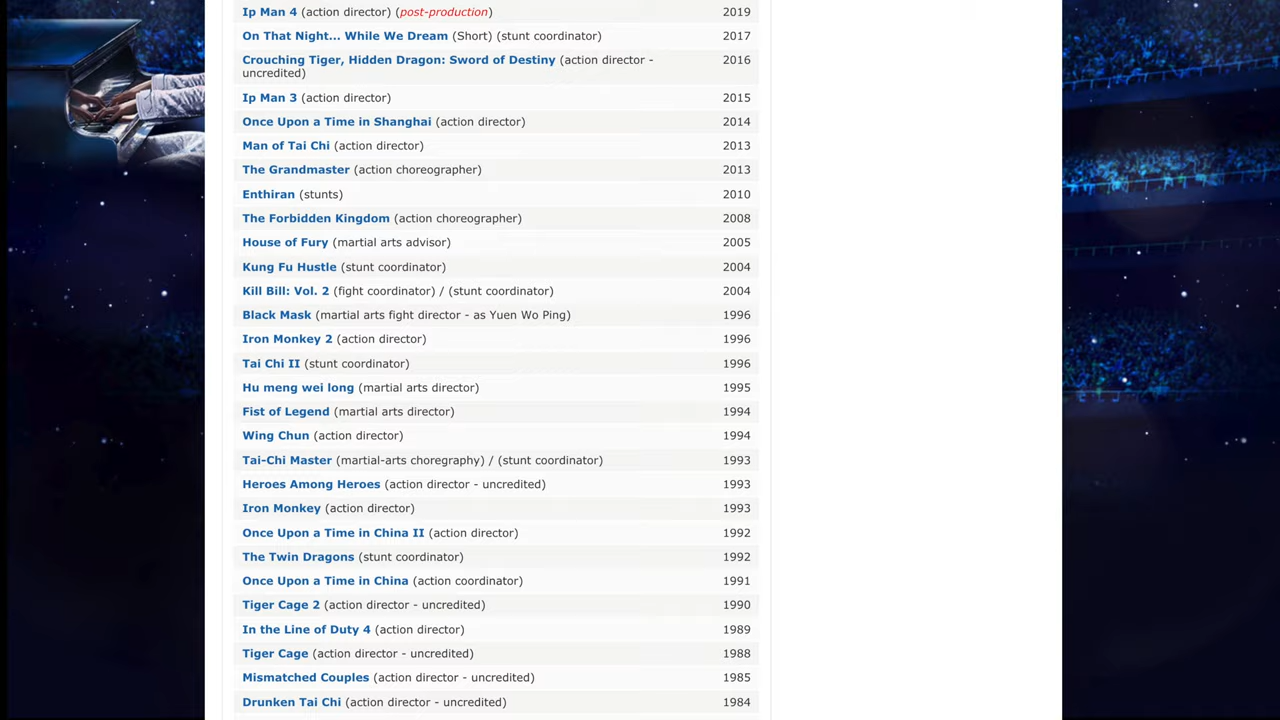 Ip Man 4 (action director) (post-production) 2019
On That Night... While We Dream (Short) (stunt coordinator) 2017
Crouching Tiger, Hidden Dragon: Sword of Destiny (action director - 2016
uncredited)
Ip Man 3 (action director) 2015
Once Upon a Time in Shanghai (action director) 2014
Man of Tai Chi (action director) 2013
The Grandmaster (action choreographer) 2013
Enthiran (stunts) 2010
The Forbidden Kingdom (action choreographer) 2008
House of Fury (martial arts advisor) 2005
Kung Fu Hustle (stunt coordinator) 2004
Kill Bill: Vol. 2 (fight coordinator) / (stunt coordinator) 2004
Black Mask (martial arts fight director - as Yuen Wo Ping) 1996
Iron Monkey 2 (action director) 1996
Tai Chi II (stunt coordinator) 1996
Hu meng wei long (martial arts director) 1995
Fist of Legend (martial arts director) 1994
Wing Chun (action director) 1994
Tai-Chi Master (martial-arts choregraphy) / (stunt coordinator) 1993
Heroes Among Heroes (action director - uncredited) 1993
Iron Monkey (action director) 1993
Once Upon a Time in China II (action director) 1992
The Twin Dragons (stunt coordinator) 1992
Once Upon a Time in China (action coordinator) 1991
Tiger Cage 2 (action director - uncredited) 1990
In the Line of Duty 4 (action director) 1989
Tiger Cage (action director - uncredited) 1988
Mismatched Couples (action director - uncredited) 1985
Drunken Tai Chi (action director - uncredited) 1984